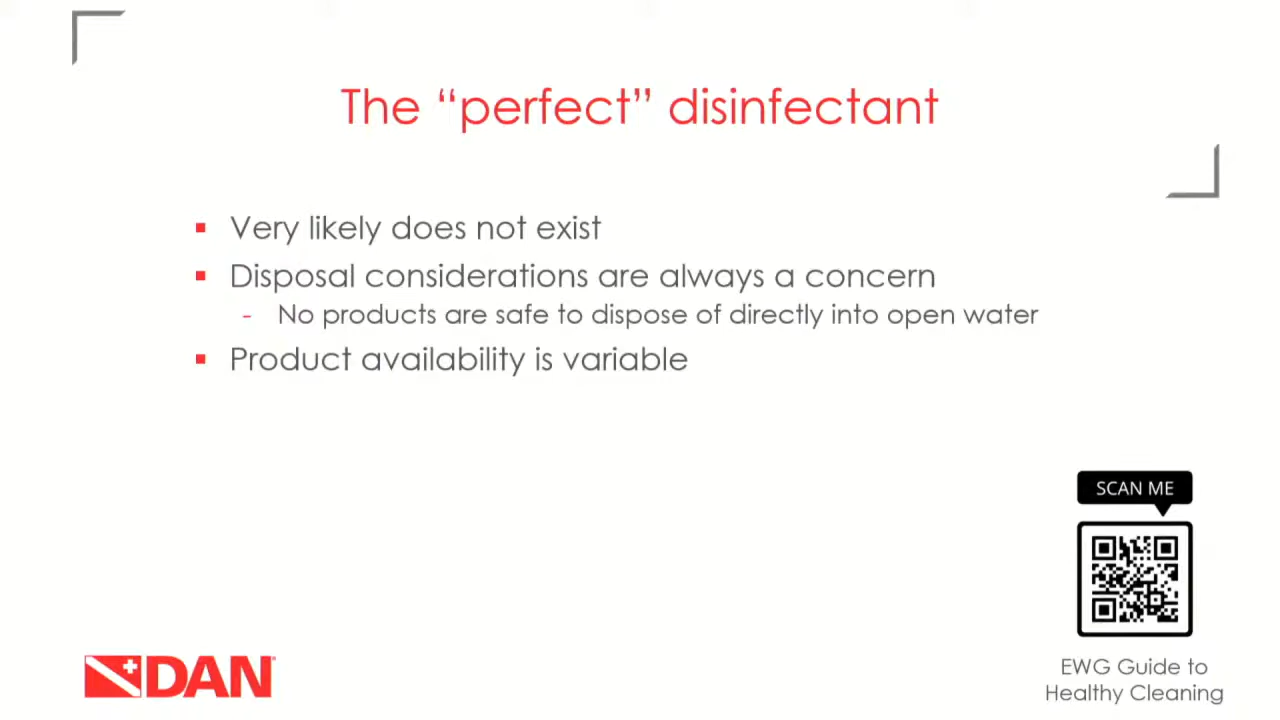 The “perfect” disinfectant
Very likely does not exist
Disposal considerations are always a concern
- No products are safe to dispose of directly into open water
Product availability is variable
SCAN ME
EWG Guide to
Healthy Cleaning
DAN